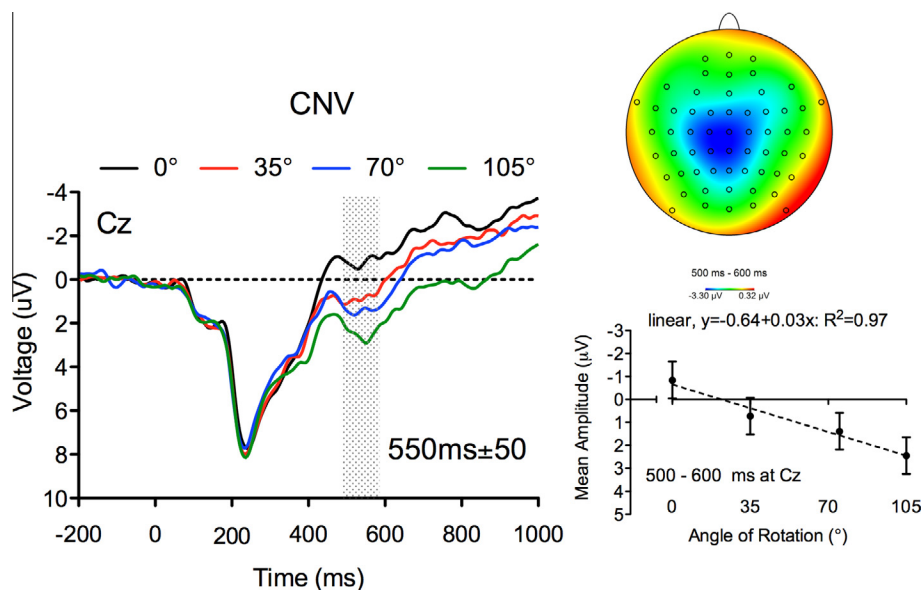 CNV
0° 35° 70° 105°
Cz
-4
-2
0
2
4
6
8
10
Voltage (uV)
550ms±50
-200 0 200 400 600 800 1000
Time (ms)
500 ms - 600 ms
-3.30 µV 0.32 µV
linear, y=-0.64+0.03x: R²=0.97
-3
-2
-1
0
1
2
3
4
5
Mean Amplitude (µV)
500 - 600 ms at Cz
0 35 70 105
Angle of Rotation (°)